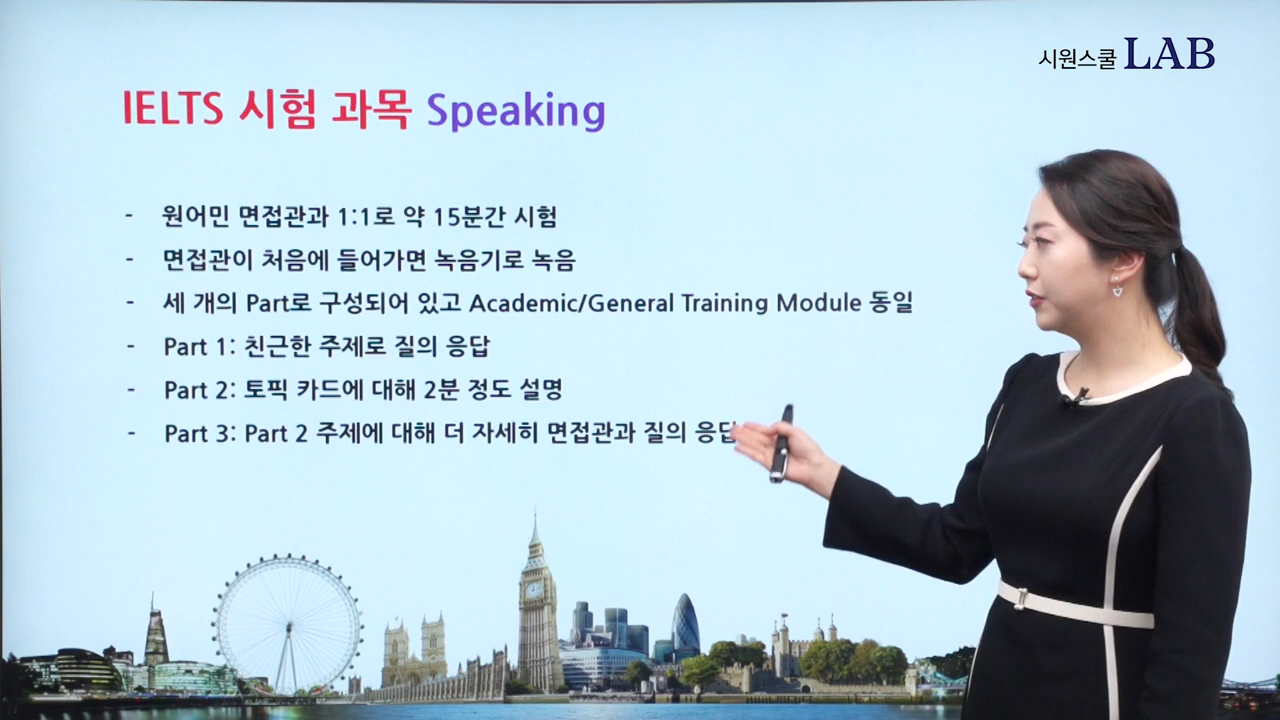 시원스쿨 LAB
IELTS 시험 과목 Speaking
- 원어민 면접관과 1:1로 약 15분간 시험
- 면접관이 처음에 들어가면 녹음기로 녹음
- 세 개의 Part로 구성되어 있고 Academic/General Training Module 동일
- Part 1: 친근한 주제로 질의 응답
- Part 2: 토픽 카드에 대해 2분 정도 설명
- Part 3: Part 2 주제에 대해 더 자세히 면접관과 질의 응답